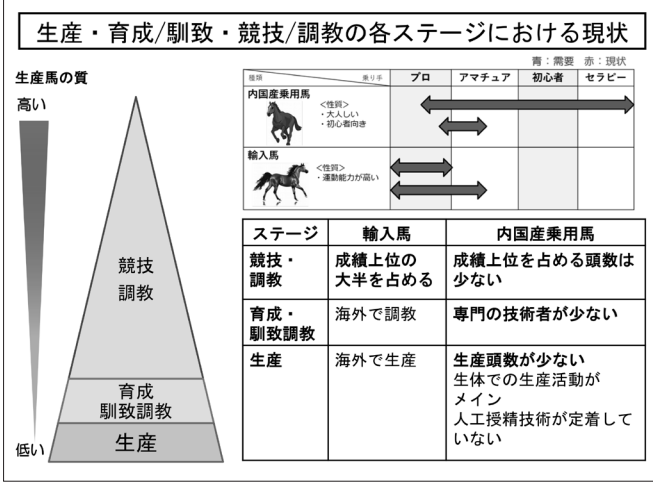 生産・育成/馴致・競技/調教の各ステージにおける現状
生産馬の質
高い
低い
競技
調教
育成
馴致調教
生産
青：需要　赤：現状
種類　乗り手　プロ　アマチュア　初心者　セラピー
内国産乗用馬
＜性質＞
・大人しい
・初心者向き
輸入馬
＜性質＞
・運動能力が高い
ステージ　輸入馬　内国産乗用馬
競技・　成績上位の　成績上位を占める頭数は
調教　大半を占める　少ない
育成・　海外で調教　専門の技術者が少ない
馴致調教
生産　海外で生産　生産頭数が少ない
生体での生産活動が
メイン
人工授精技術が定着して
いない